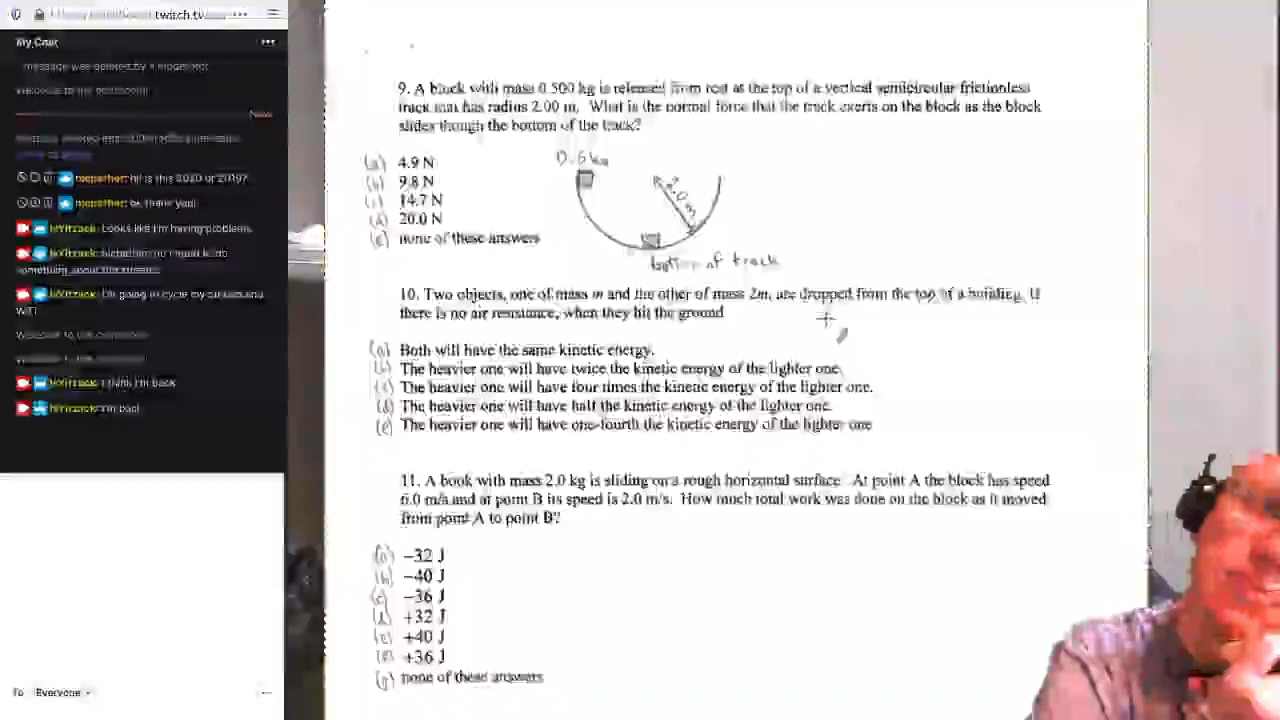 twitch.tv
My Chat
message was deleted by a moderator
Welcome to the chat room!
New
hi is this 2020 or 2019?
ok, thank you!
Looks like I'm having problems.
I'm going to cycle my
wifi
I think I'm back
I'm back
To Everyone
9. A block with mass 0.500 kg is released from rest at the top of a vertical semicircular frictionless
track that has radius 2.00 m. What is the normal force that the track exerts on the block as the block
slides though the bottom of the track?
(a) 4.9 N
(b) 9.8 N
(c) 14.7 N
(d) 20.0 N
(e) none of these answers
0.5 kg
2.0 m
bottom of track
10. Two objects, one of mass m and the other of mass 2m, are dropped from the top of a building. If
there is no air resistance, when they hit the ground
(a) Both will have the same kinetic energy.
(b) The heavier one will have twice the kinetic energy of the lighter one.
(c) The heavier one will have four times the kinetic energy of the lighter one.
(d) The heavier one will have half the kinetic energy of the lighter one.
(e) The heavier one will have one-fourth the kinetic energy of the lighter one
11. A book with mass 2.0 kg is sliding on a rough horizontal surface. At point A the block has speed
6.0 m/s and at point B its speed is 2.0 m/s. How much total work was done on the block as it moved
from point A to point B?
(a) −32 J
(b) −40 J
(c) −36 J
(d) +32 J
(e) +40 J
+36 J
(g) none of these answers